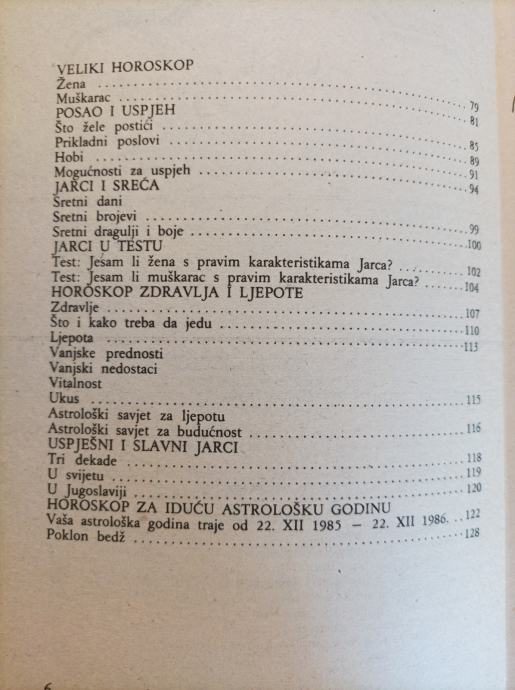 VELIKI HOROSKOP
Žena ........................................ 79
Muškarac ........................................ 81
POSAO I USPJEH
Što žele postići ........................................ 85
Prikladni poslovi ........................................ 89
Hobi ........................................ 91
Mogućnosti za uspjeh ........................................ 94
JARCI I SREĆA
Sretni dani
Sretni brojevi ........................................ 99
Sretni dragulji i boje ........................................ 100
JARCI U TESTU
Test: Jesam li žena s pravim karakteristikama Jarca? .......... 102
Test: Jesam li muškarac s pravim karakteristikama Jarca? ..... 104
HOROSKOP ZDRAVLJA I LJEPOTE
Zdravlje ........................................ 107
Što i kako treba da jedu ........................................ 110
Ljepota ........................................ 113
Vanjske prednosti
Vanjski nedostaci
Vitalnost
Ukus ........................................ 115
Astrološki savjet za ljepotu
Astrološki savjet za budućnost ........................................ 116
USPJEŠNI I SLAVNI JARCI
Tri dekade ........................................ 118
U svijetu ........................................ 119
U Jugoslaviji ........................................ 120
HOROSKOP ZA IDUĆU ASTROLOŠKU GODINU
Vaša astrološka godina traje od 22. XII 1985 — 22. XII 1986. .. 122
Poklon bedž ........................................ 128
6